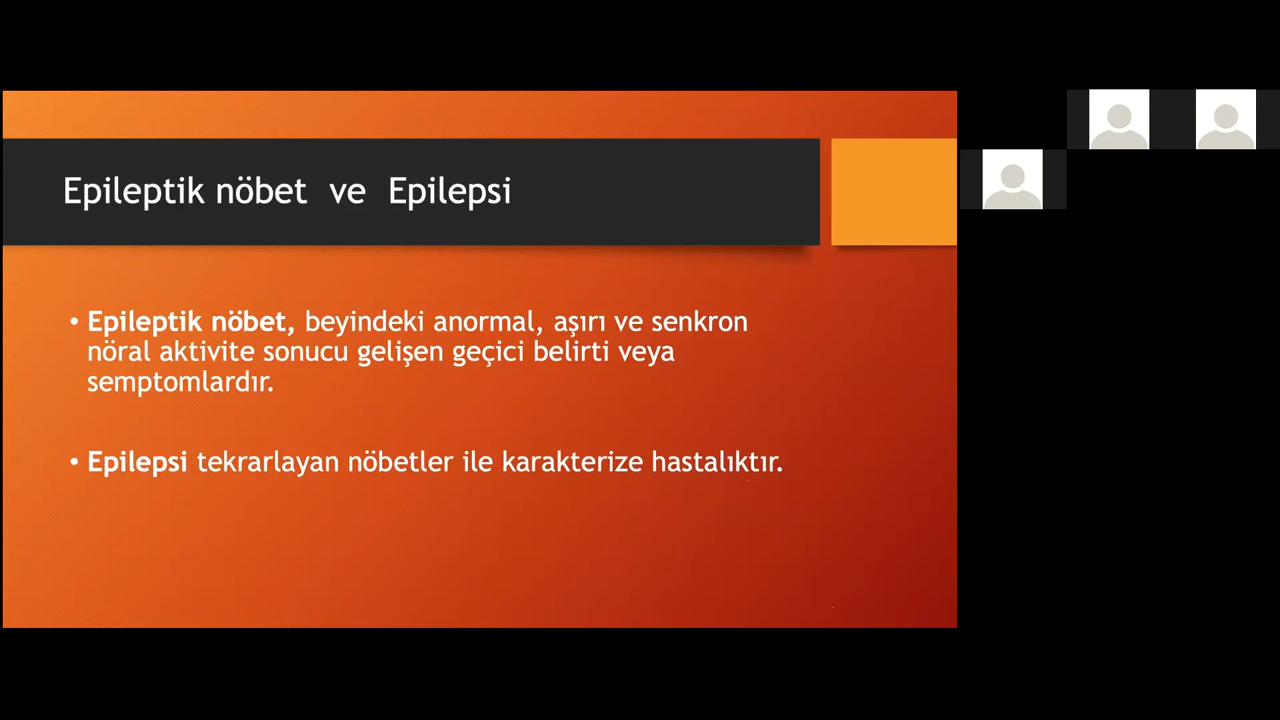 Epileptik nöbet ve Epilepsi
• Epileptik nöbet, beyindeki anormal, aşırı ve senkron
nöral aktivite sonucu gelişen geçici belirti veya
semptomlardır.
• Epilepsi tekrarlayan nöbetler ile karakterize hastalıktır.